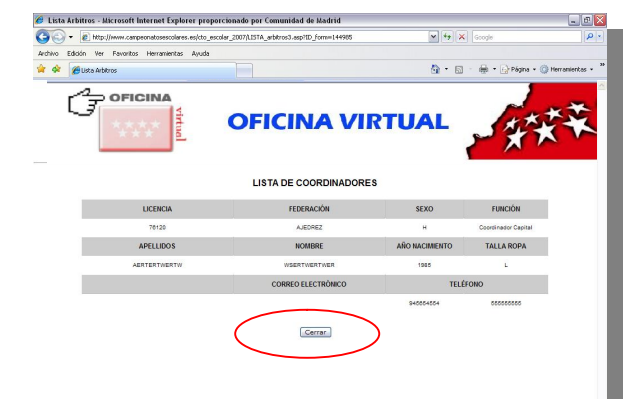 Lista Arbitros - Microsoft Internet Explorer proporcionado por Comunidad de Madrid
http://www.campeonatosescolares.es/cto_escolar_2007/LISTA_arbitros3.asp?ID_form=144985
Google
Archivo Edición Ver Favoritos Herramientas Ayuda
Lista Arbitros
Página Herramientas
OFICINA
virtual
OFICINA VIRTUAL
LISTA DE COORDINADORES
LICENCIA FEDERACIÓN SEXO FUNCIÓN
76120 AJEDREZ H Coordinador Capital
APELLIDOS NOMBRE AÑO NACIMIENTO TALLA ROPA
AERTERTWERTW WSERTWERTWER 1985 L
CORREO ELECTRÓNICO TELÉFONO
Cerrar